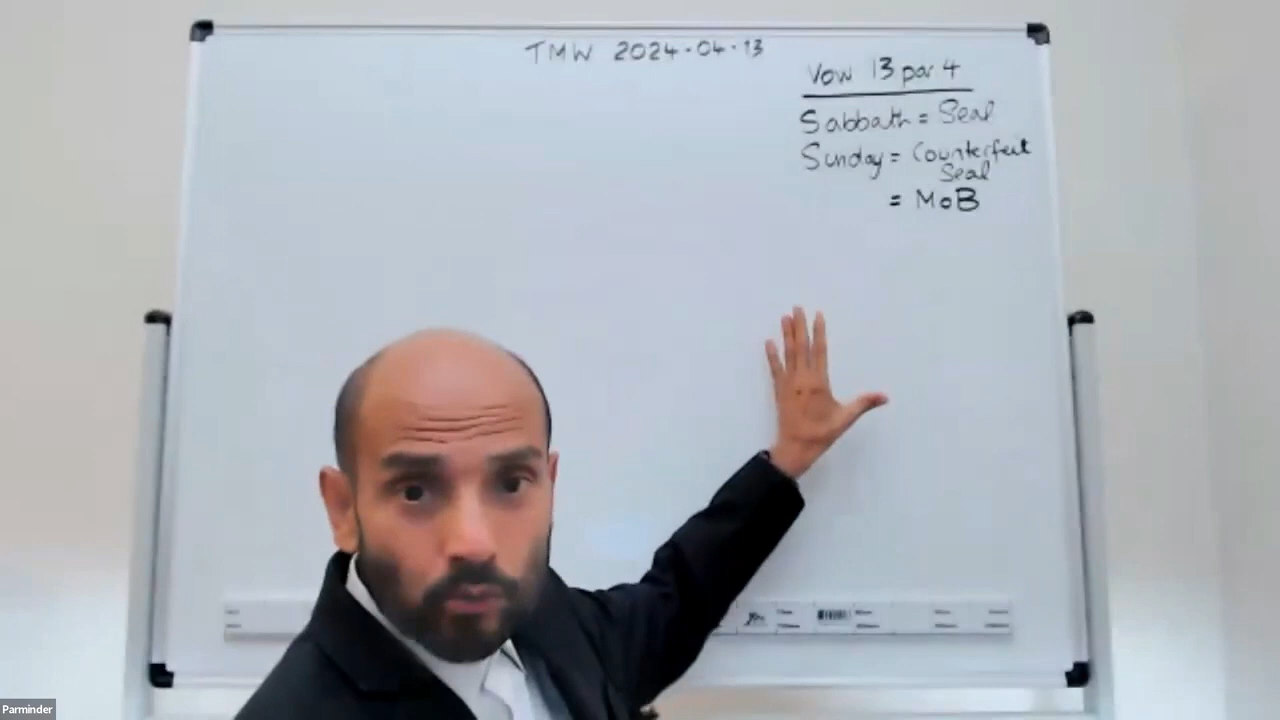 TMW 2024-04-13
Vow 13 par 4
Sabbath = Seal
Sunday = Counterfeit
Seal
= MoB
Parminder